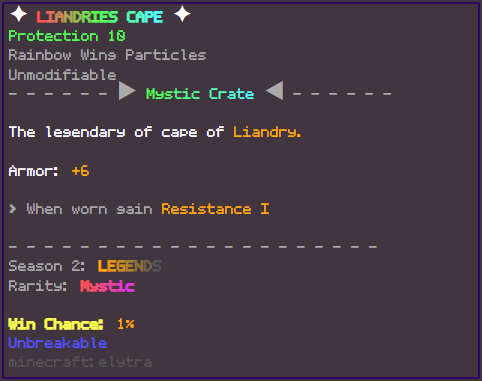 ✦ LIANDRIES CAPE ✦
Protection 10
Rainbow Wing Particles
Unmodifiable
- - - - - - ▶ Mystic Crate ◀ - - - - - -
The legendary of cape of Liandry.
Armor: +6
> When worn gain Resistance I
- - - - - - - - - - - - - - - - - - - - - -
Season 2: LEGENDS
Rarity: Mystic
Win Chance: 1%
Unbreakable
minecraft:elytra